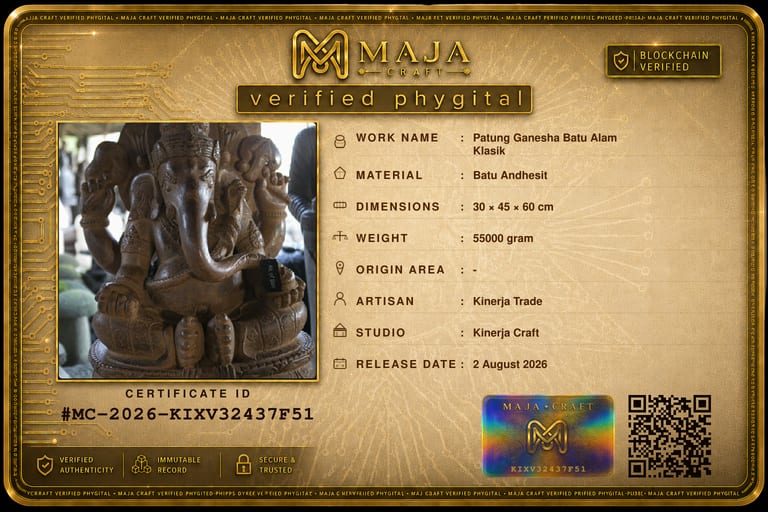 MAJA
CRAFT
verified phygital
BLOCKCHAIN
VERIFIED
WORK NAME : Patung Ganesha Batu Alam
Klasik
MATERIAL : Batu Andhesit
DIMENSIONS : 30 × 45 × 60 cm
WEIGHT : 55000 gram
ORIGIN AREA : -
ARTISAN : Kinerja Trade
STUDIO : Kinerja Craft
RELEASE DATE : 2 August 2026
CERTIFICATE ID
#MC-2026-KIXV32437F51
MAJA • CRAFT
KIXV32437F51
VERIFIED
AUTHENTICITY
IMMUTABLE
RECORD
SECURE &
TRUSTED